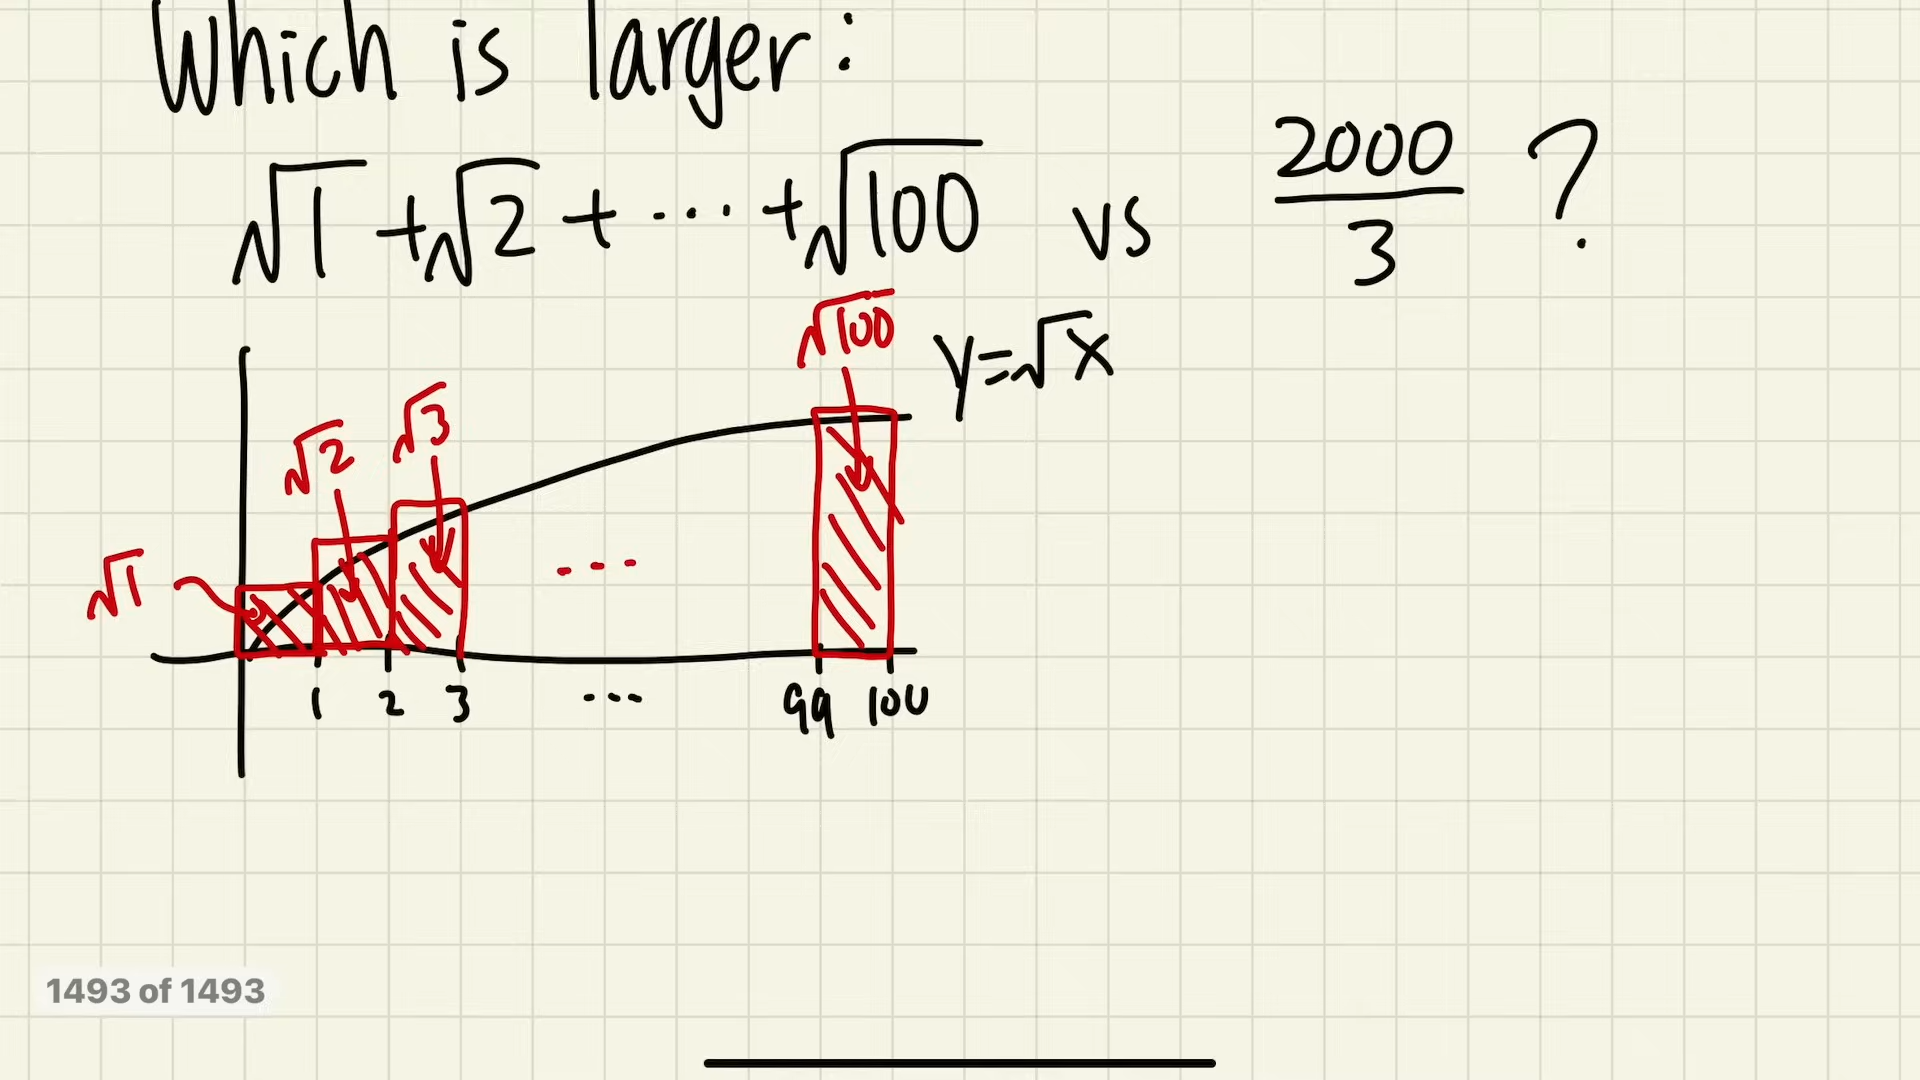 Which is larger:
√1 + √2 + ... + √100 vs 2000/3 ?
√100
y=√x
√3
√2
√1
...
1 2 3 ... 99 100
1493 of 1493